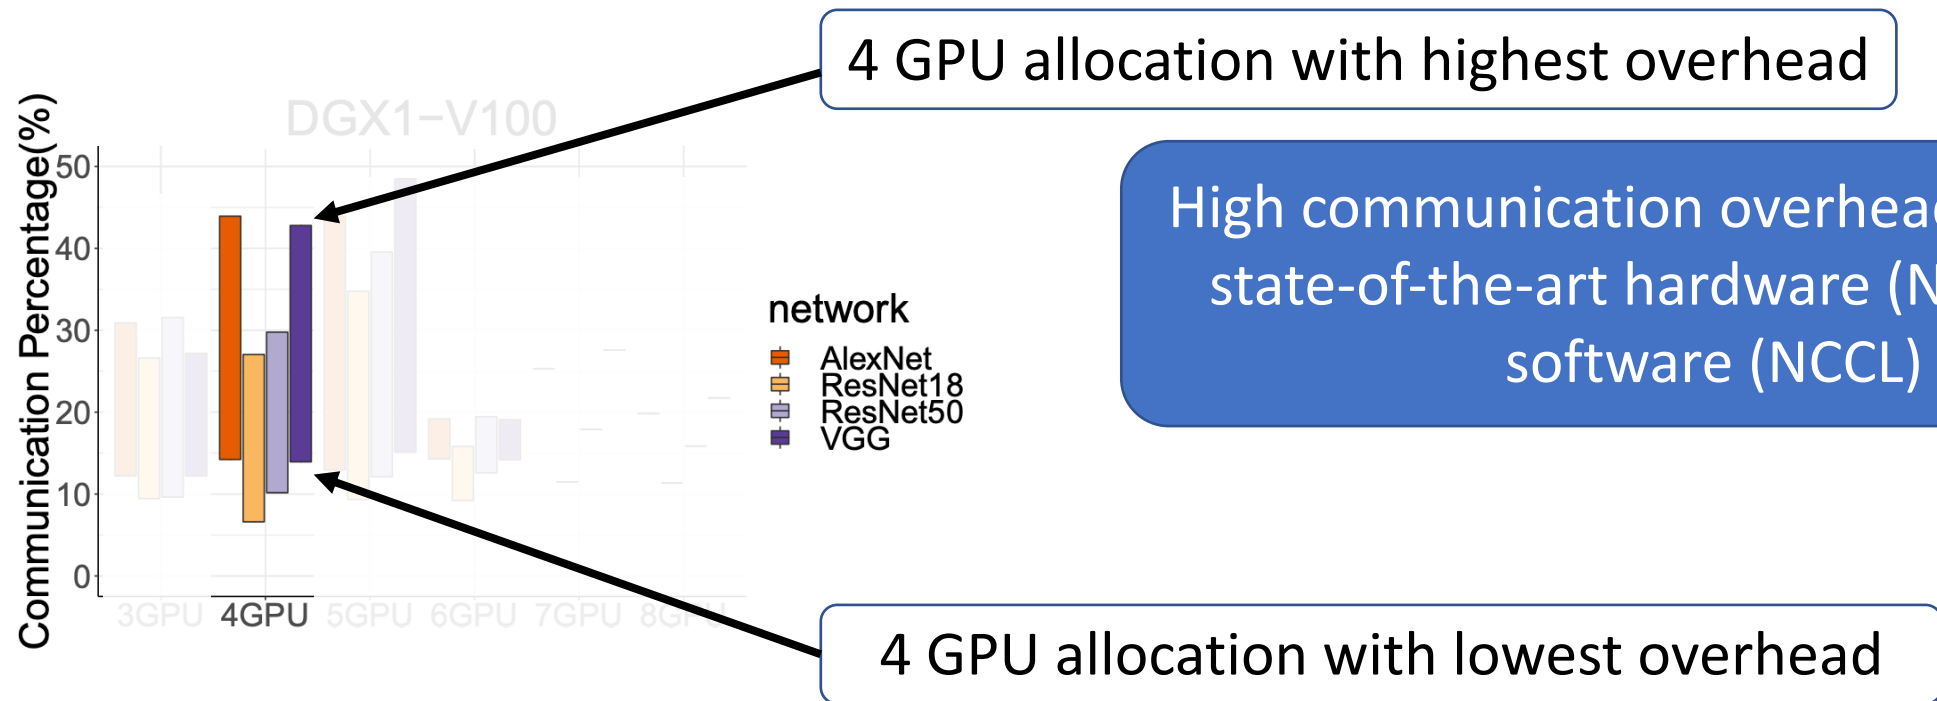 4 GPU allocation with highest overhead
DGX1-V100
Communication Percentage(%)
50
40
30
20
10
0
3GPU 4GPU 5GPU 6GPU 7GPU 8GPU
network
AlexNet
ResNet18
ResNet50
VGG
High communication
state-of-the-art hardware
software (NCCL)
4 GPU allocation with lowest overhead